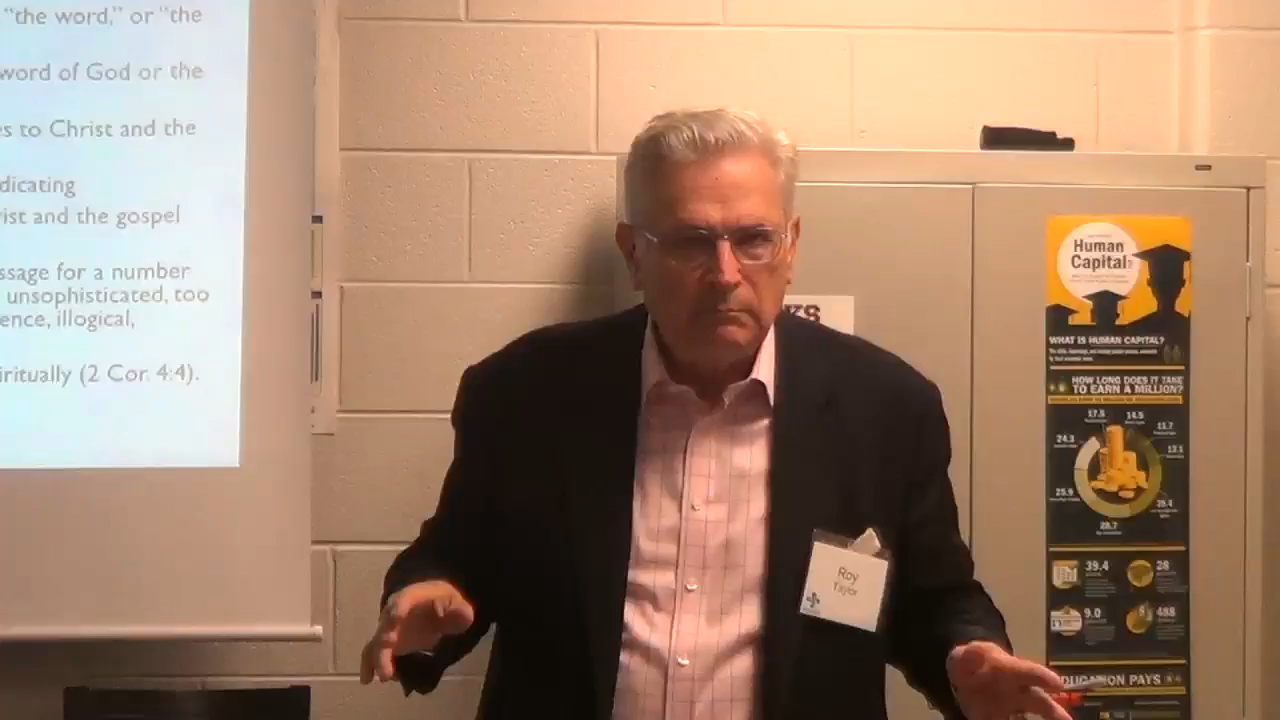 "the word," or "the
word of God or the
es to Christ and the
dicating
rist and the gospel
ssage for a number
unsophisticated, too
ence, illogical,
iritually (2 Cor. 4:4).
KS
Roy
Taylor
Human
Capital
WHAT IS HUMAN CAPITAL?
HOW LONG DOES IT TAKE
TO EARN A MILLION?
17.5
14.5
24.3
11.7
12.1
25.9
28.7
39.4
28
9.0
488
EDUCATION PAYS